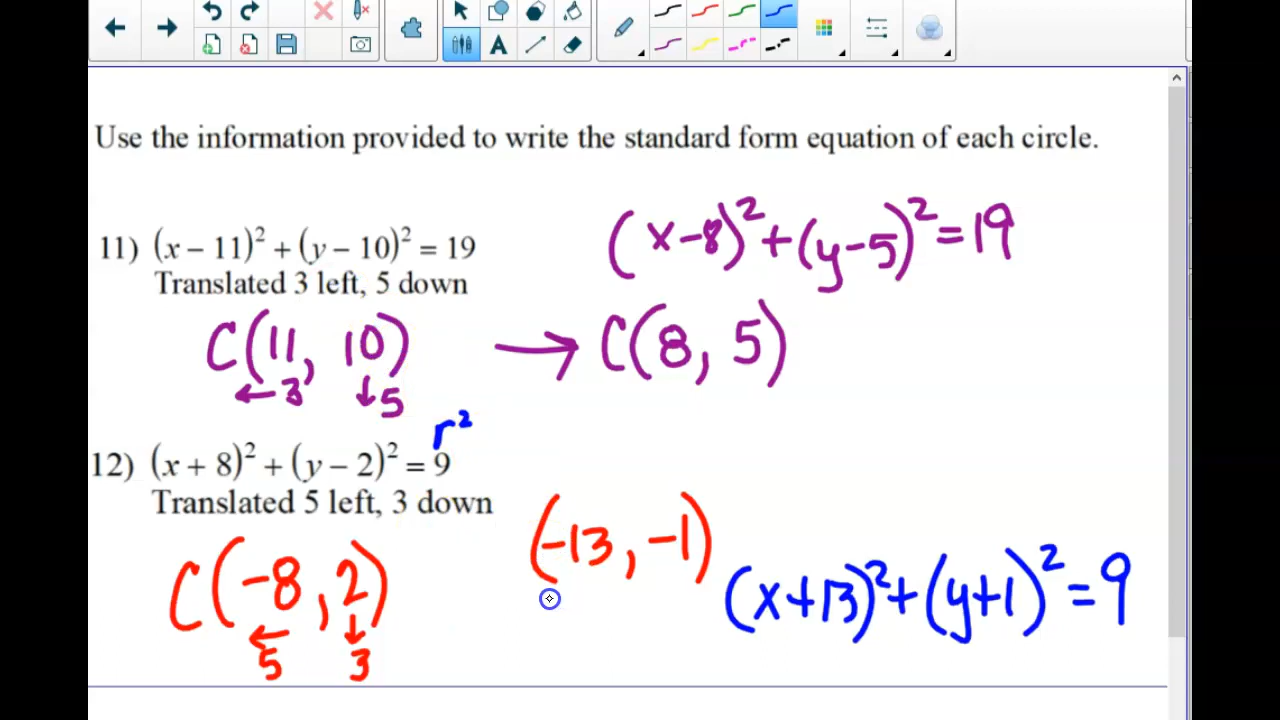 A
Use the information provided to write the standard form equation of each circle.
11) (x − 11)² + (y − 10)² = 19
(x-8)²+(y-5)²=19
Translated 3 left, 5 down
C(11, 10) → C(8, 5)
←3 ↓5
r²
12) (x + 8)² + (y − 2)² = 9
Translated 5 left, 3 down
(-13, -1)
C(-8, 2)
(x+13)²+(y+1)²=9
←5 ↓3